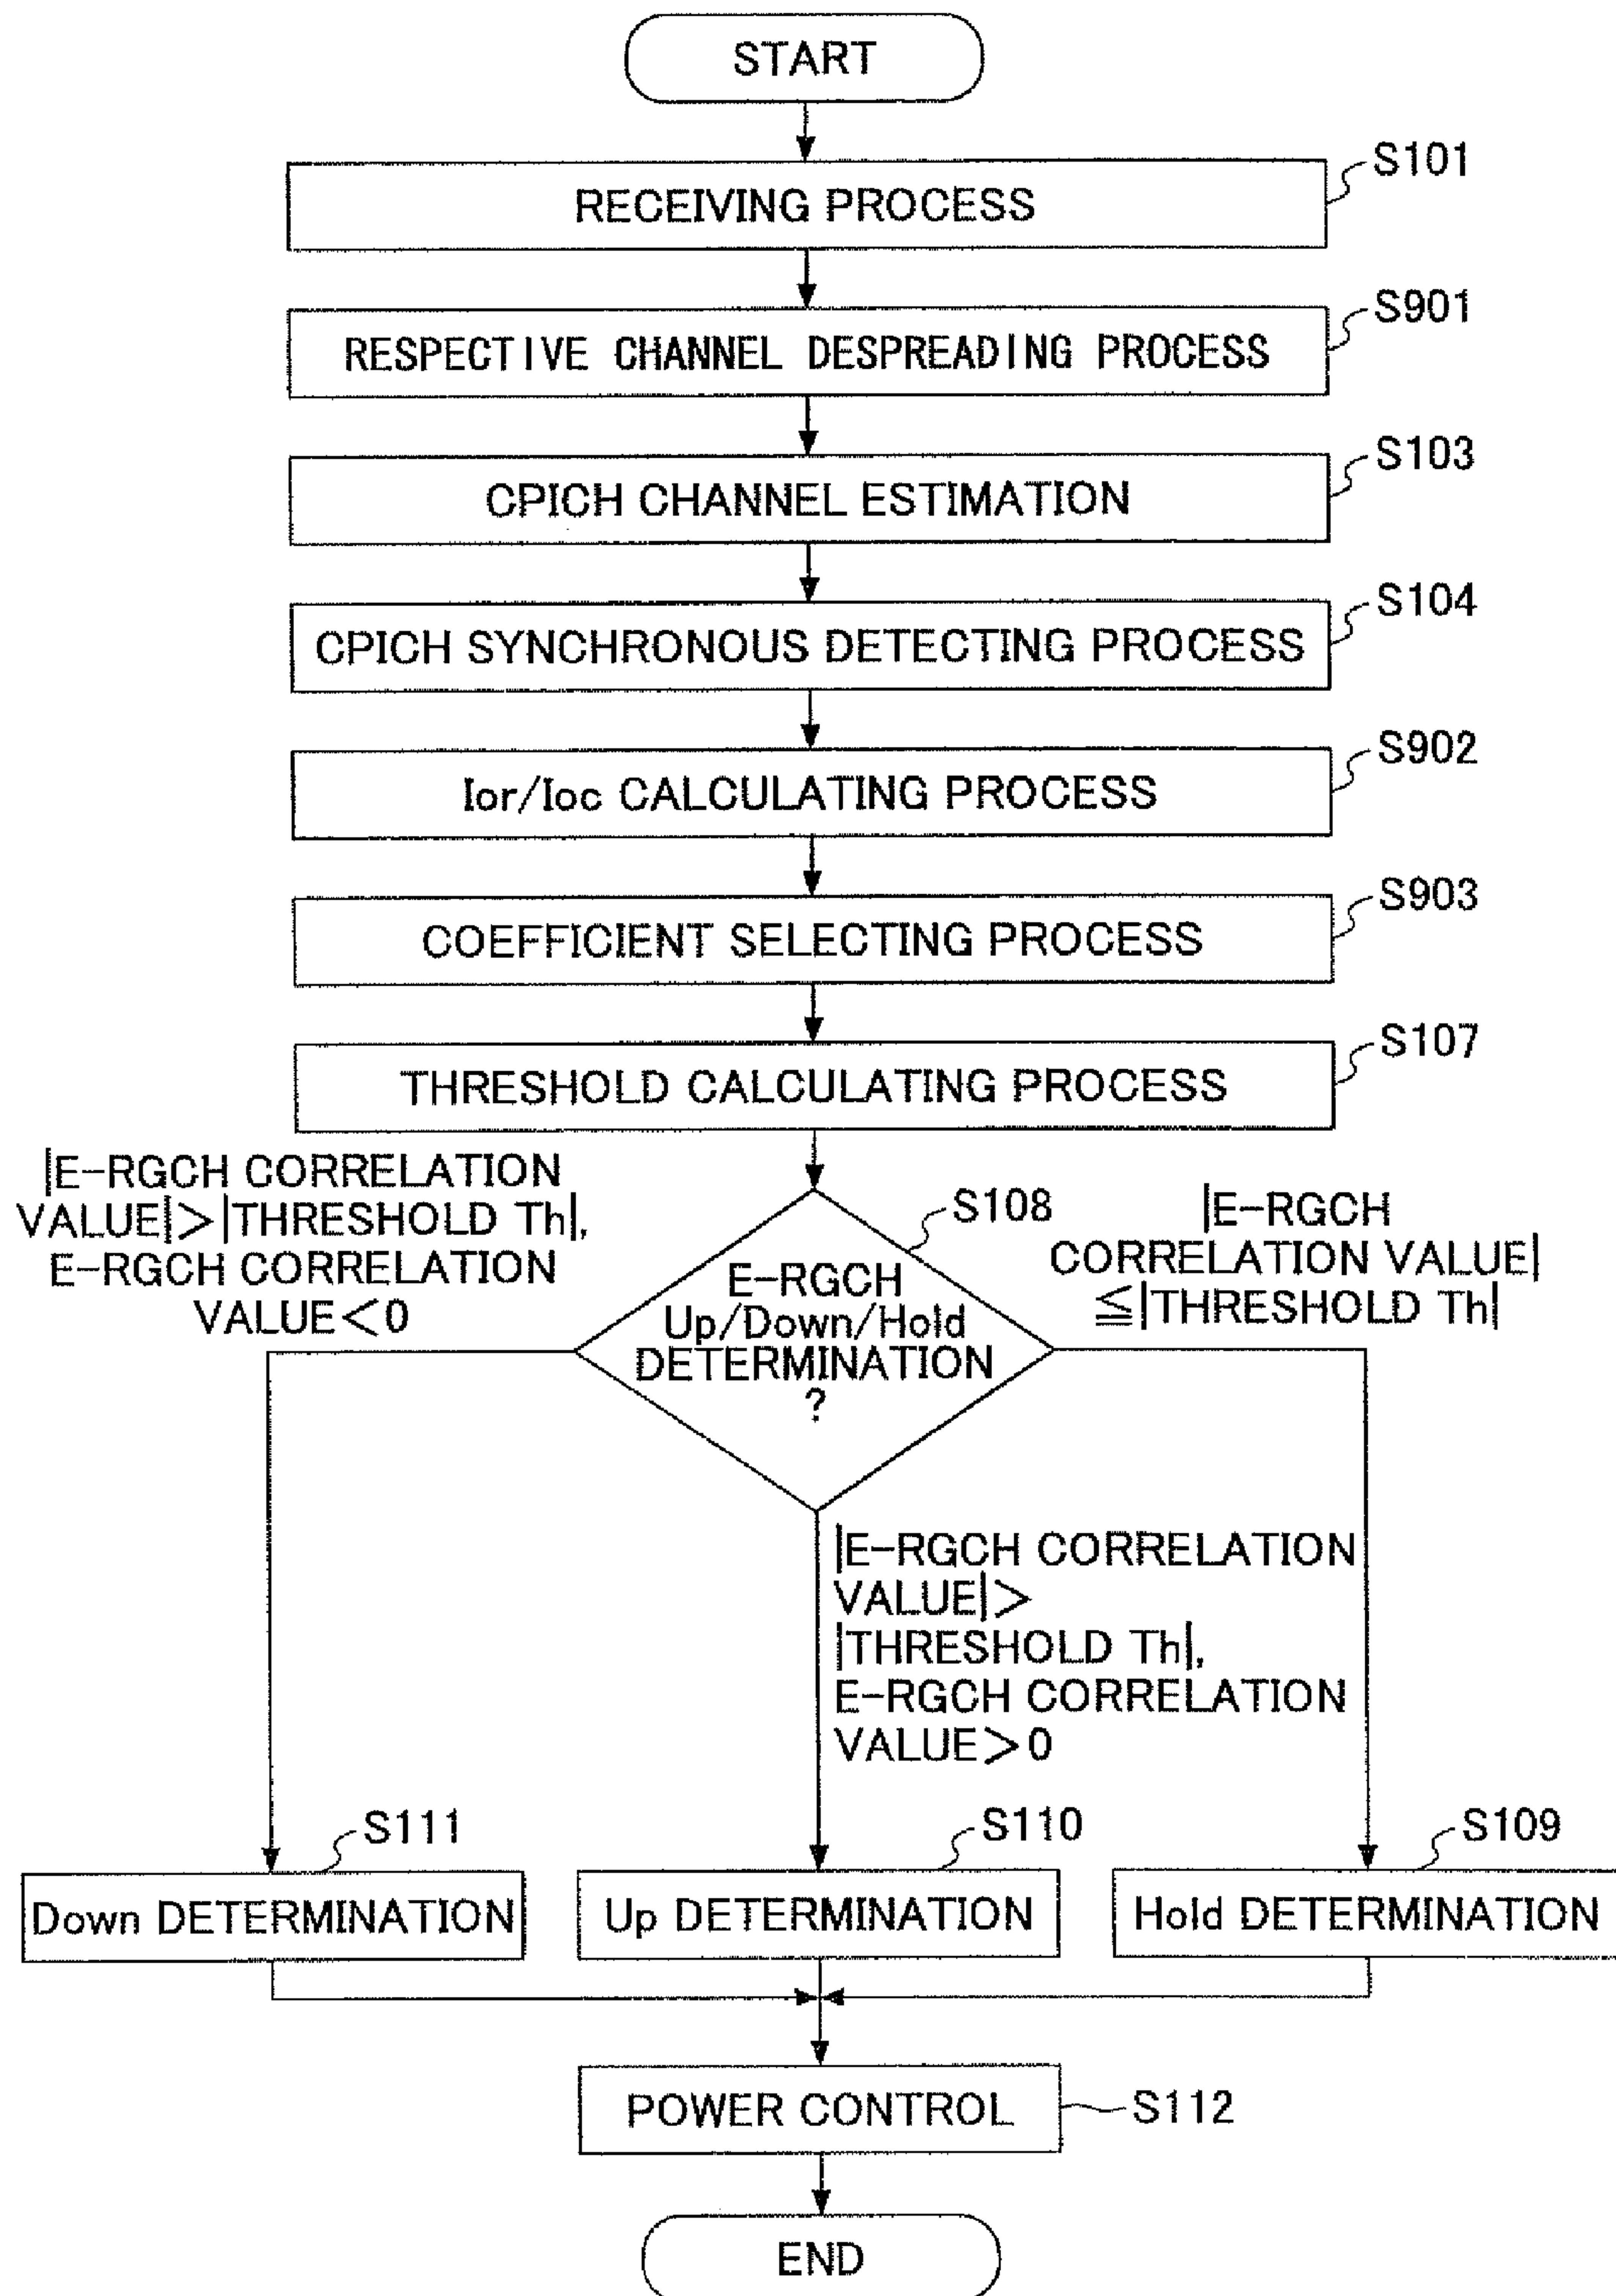 START
S101
RECEIVING PROCESS
S901
RESPECTIVE CHANNEL DESPREADING PROCESS
S103
CPICH CHANNEL ESTIMATION
S104
CPICH SYNCHRONOUS DETECTING PROCESS
S902
Ior/Ioc CALCULATING PROCESS
S903
COEFFICIENT SELECTING PROCESS
S107
THRESHOLD CALCULATING PROCESS
|E-RGCH CORRELATION
VALUE|>|THRESHOLD Th|,
E-RGCH CORRELATION
VALUE<0
S108
E-RGCH
Up/Down/Hold
DETERMINATION
?
|E-RGCH
CORRELATION VALUE|
≦|THRESHOLD Th|
|E-RGCH CORRELATION
VALUE|>
|THRESHOLD Th|,
E-RGCH CORRELATION
VALUE>0
S111
Down DETERMINATION
S110
Up DETERMINATION
S109
Hold DETERMINATION
POWER CONTROL
S112
END